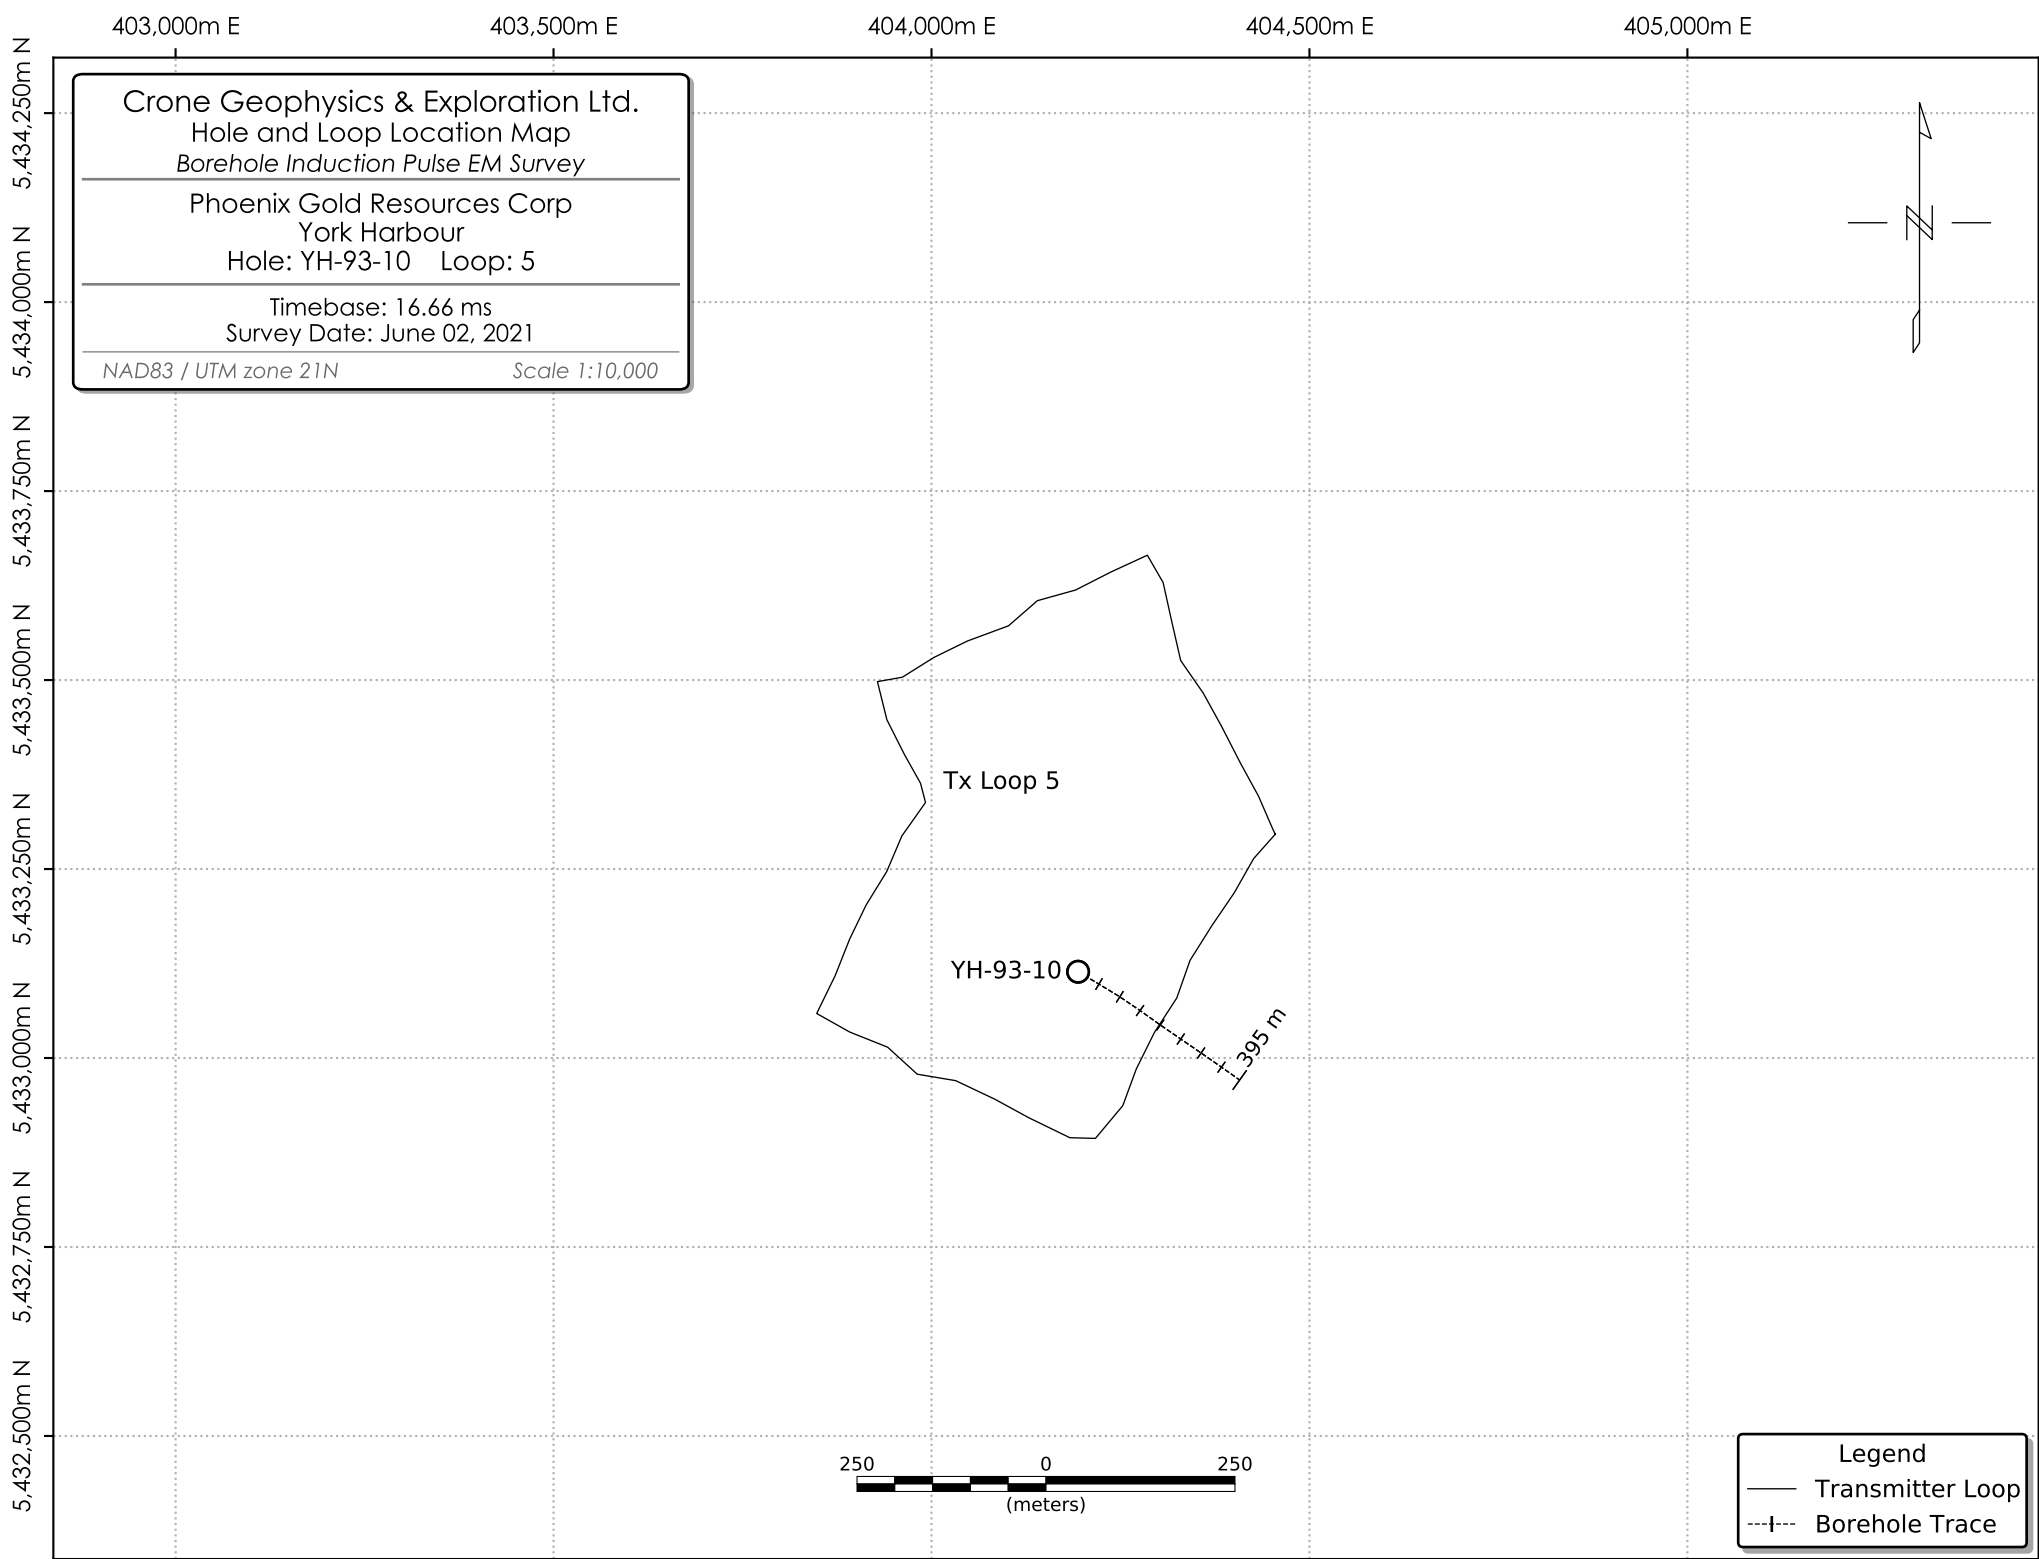 403,000m E 403,500m E 404,000m E 404,500m E 405,000m E
5,434,250m N
5,434,000m N
5,433,750m N
5,433,500m N
5,433,250m N
5,433,000m N
5,432,750m N
5,432,500m N
Crone Geophysics & Exploration Ltd.
Hole and Loop Location Map
Borehole Induction Pulse EM Survey
Phoenix Gold Resources Corp
York Harbour
Hole: YH-93-10 Loop: 5
Timebase: 16.66 ms
Survey Date: June 02, 2021
NAD83 / UTM zone 21N Scale 1:10,000
N
Tx Loop 5
YH-93-10
395 m
250 0 250
(meters)
Legend
Transmitter Loop
Borehole Trace